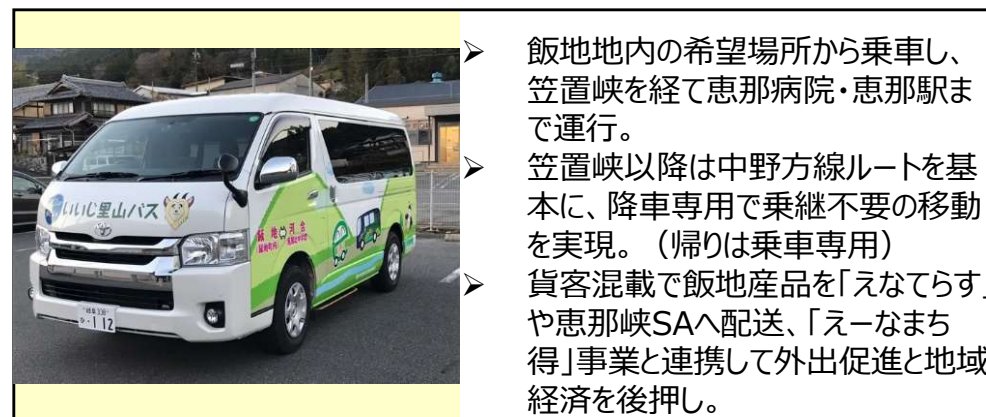 いいじ里山バス
飯地 河合
・112
➢ 飯地地内の希望場所から乗車し、
笠置峡を経て恵那病院・恵那駅ま
で運行。
➢ 笠置峡以降は中野方線ルートを基
本に、降車専用で乗継不要の移動
を実現。（帰りは乗車専用）
➢ 貨客混載で飯地産品を「えなてらす」
や恵那峡SAへ配送、「えーなまち
得」事業と連携して外出促進と地域
経済を後押し。